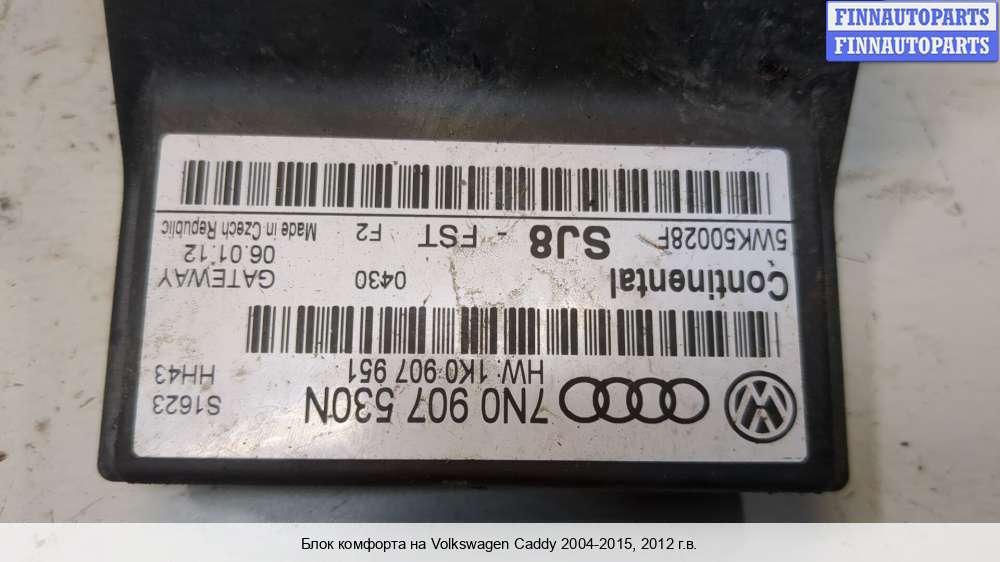 FINNAUTOPARTS
FINNAUTOPARTS
7N0 907 530N
S1623
HW: 1K0 907 951
HH43
Continental
0430
GATEWAY
06.01.12
5WK50028F
SJ8 - FST F2
Made in Czech Republic
Блок комфорта на Volkswagen Caddy 2004-2015, 2012 г.в.